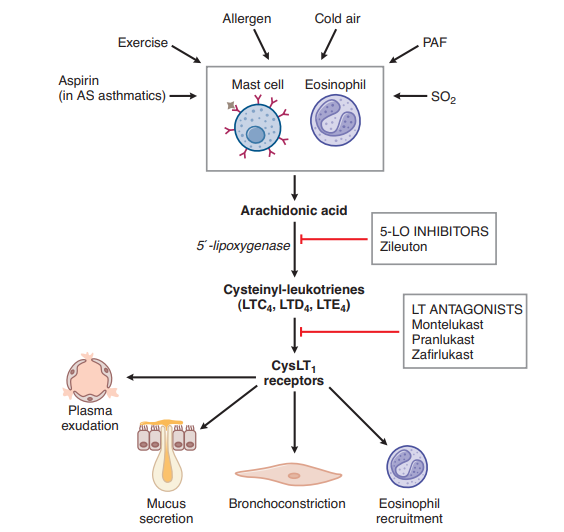 Allergen
Cold air
Exercise
PAF
Aspirin
(in AS asthmatics)
Mast cell
Eosinophil
SO₂
Arachidonic acid
5´-lipoxygenase
5-LO INHIBITORS
Zileuton
Cysteinyl-leukotrienes
(LTC₄, LTD₄, LTE₄)
LT ANTAGONISTS
Montelukast
Pranlukast
Zafirlukast
CysLT₁
receptors
Plasma
exudation
Mucus
secretion
Bronchoconstriction
Eosinophil
recruitment